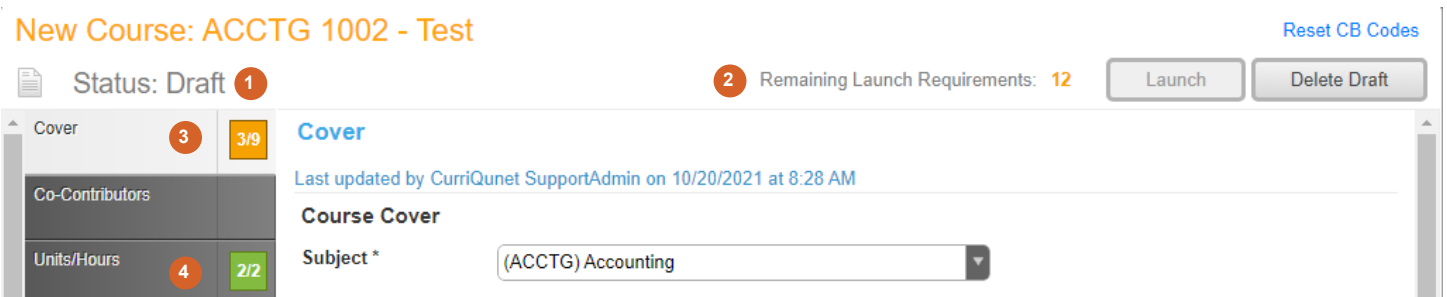 New Course: ACCTG 1002 - Test
Reset CB Codes
Status: Draft 1
2 Remaining Launch Requirements: 12
Launch
Delete Draft
Cover 3 3/9
Co-Contributors
Units/Hours 4 2/2
Cover
Last updated by CurriQunet SupportAdmin on 10/20/2021 at 8:28 AM
Course Cover
Subject * (ACCTG) Accounting